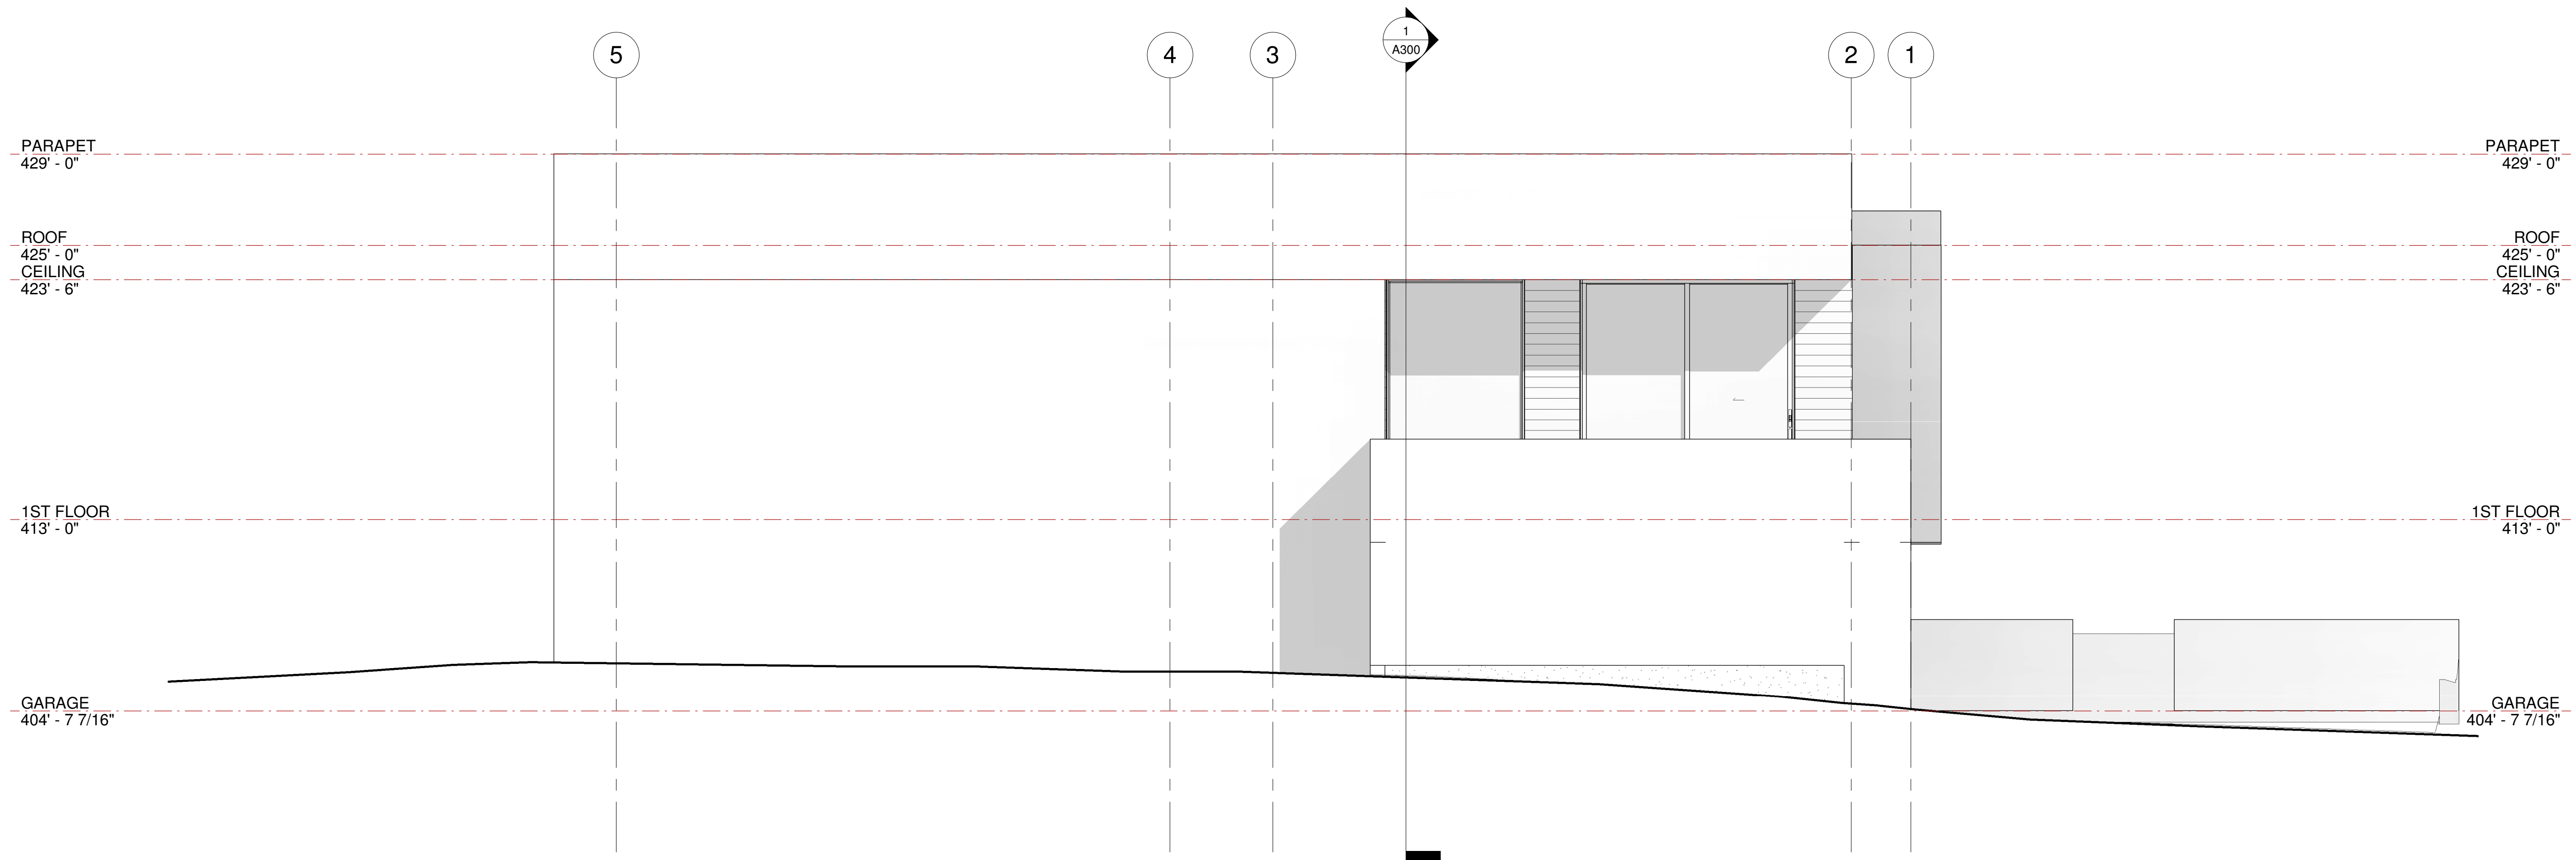 1
A300
5
4
3
2
1
PARAPET
429' - 0"
PARAPET
429' - 0"
ROOF
425' - 0"
ROOF
425' - 0"
CEILING
423' - 6"
CEILING
423' - 6"
1ST FLOOR
413' - 0"
1ST FLOOR
413' - 0"
GARAGE
404' - 7 7/16"
GARAGE
404' - 7 7/16"